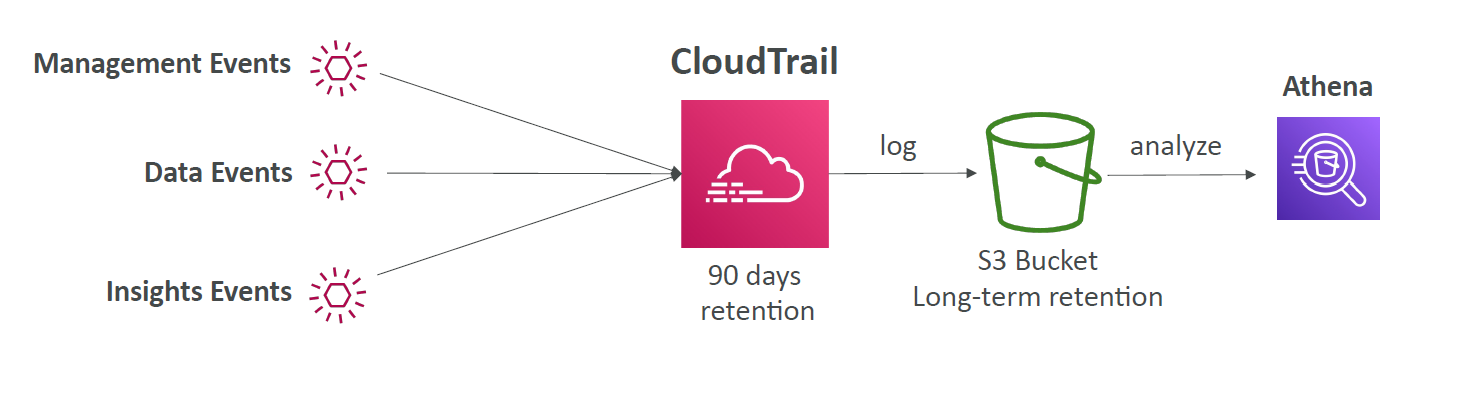 Management Events
Data Events
Insights Events
CloudTrail
90 days
retention
log
S3 Bucket
Long-term retention
analyze
Athena